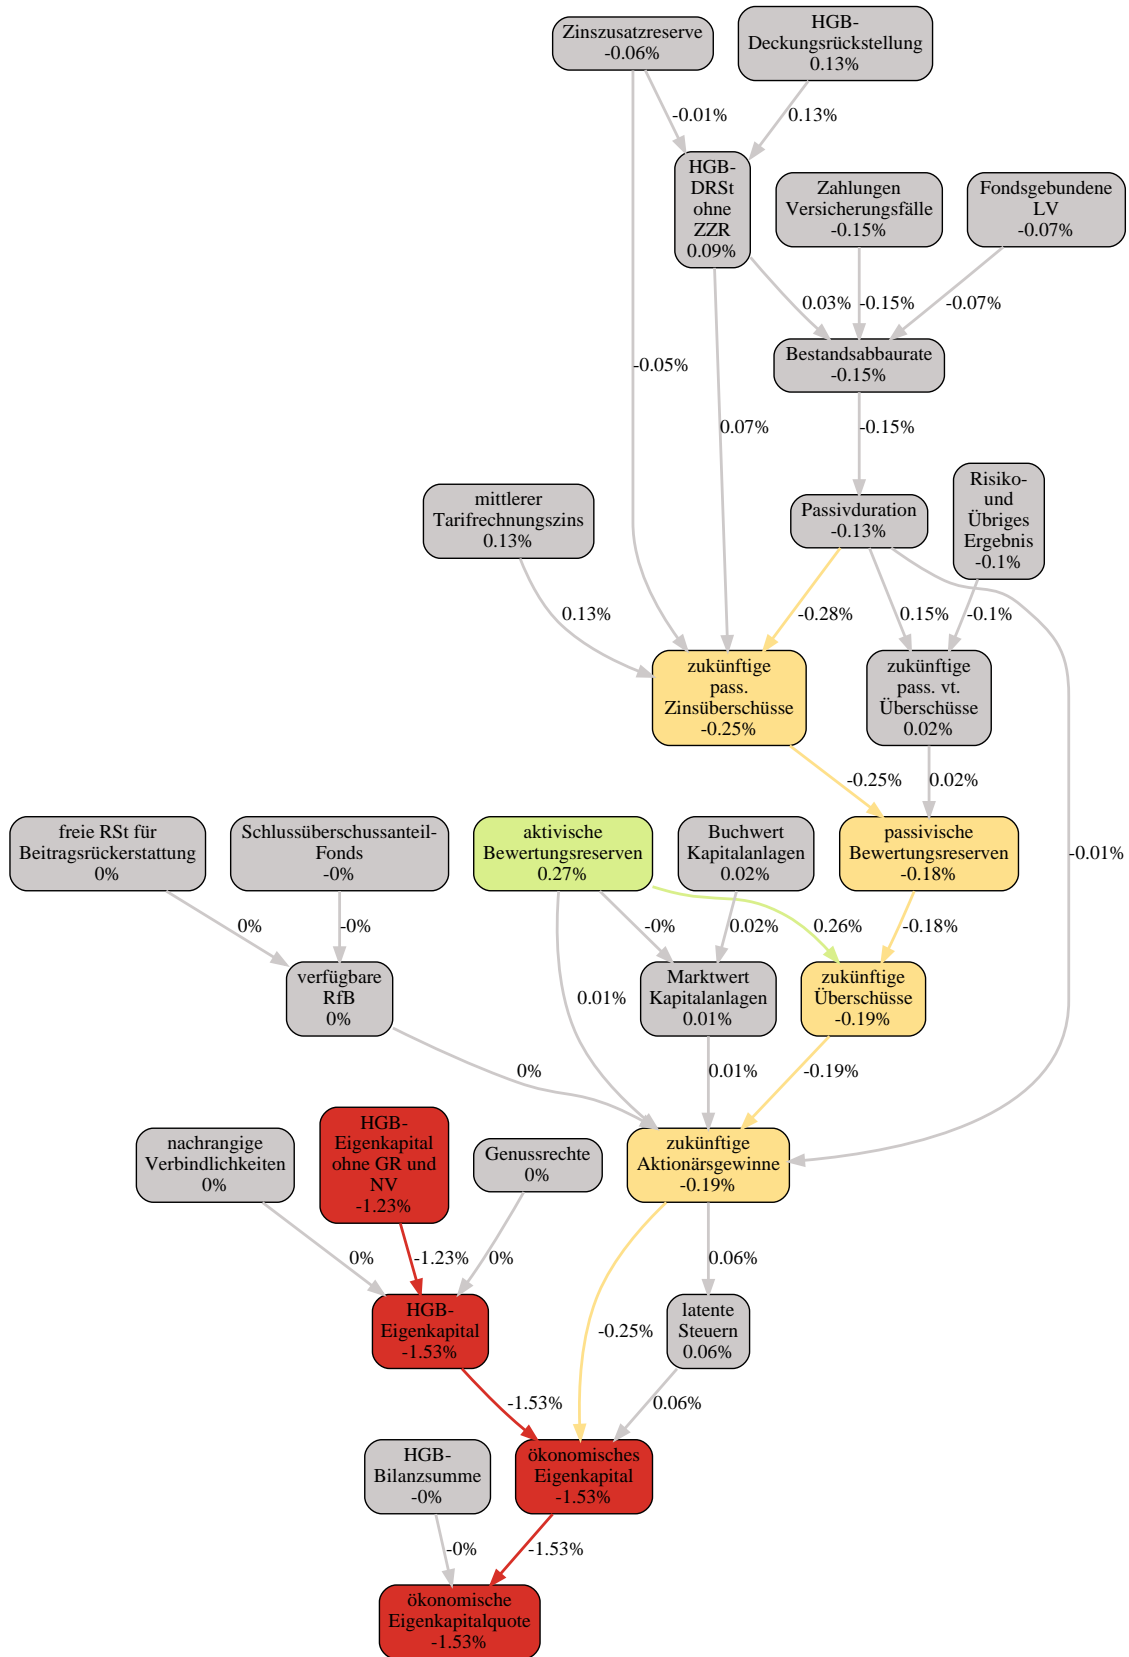 Zinszusatzreserve
-0.06%
HGB-
Deckungsrückstellung
0.13%
-0.01%
0.13%
HGB-
DRSt
ohne
ZZR
0.09%
Zahlungen
Versicherungsfälle
-0.15%
Fondsgebundene
LV
-0.07%
0.03%
-0.15%
-0.07%
Bestandsabbaurate
-0.15%
-0.05%
0.07%
-0.15%
mittlerer
Tarifrechnungszins
0.13%
Passivduration
-0.13%
Risiko-
und
Übriges
Ergebnis
-0.1%
0.13%
-0.28%
0.15%
-0.1%
zukünftige
pass.
Zinsüberschüsse
-0.25%
zukünftige
pass. vt.
Überschüsse
0.02%
-0.25%
0.02%
-0.01%
freie RSt für
Beitragsrückerstattung
0%
Schlussüberschussanteil-
Fonds
-0%
aktivische
Bewertungsreserven
0.27%
Buchwert
Kapitalanlagen
0.02%
passivische
Bewertungsreserven
-0.18%
0%
-0%
-0%
0.02%
0.26%
-0.18%
verfügbare
RfB
0%
0.01%
Marktwert
Kapitalanlagen
0.01%
zukünftige
Überschüsse
-0.19%
0%
0.01%
-0.19%
nachrangige
Verbindlichkeiten
0%
HGB-
Eigenkapital
ohne GR und
NV
-1.23%
Genussrechte
0%
zukünftige
Aktionärsgewinne
-0.19%
0%
-1.23%
0%
0.06%
HGB-
Eigenkapital
-1.53%
-0.25%
latente
Steuern
0.06%
-1.53%
0.06%
HGB-
Bilanzsumme
-0%
ökonomisches
Eigenkapital
-1.53%
-0%
-1.53%
ökonomische
Eigenkapitalquote
-1.53%